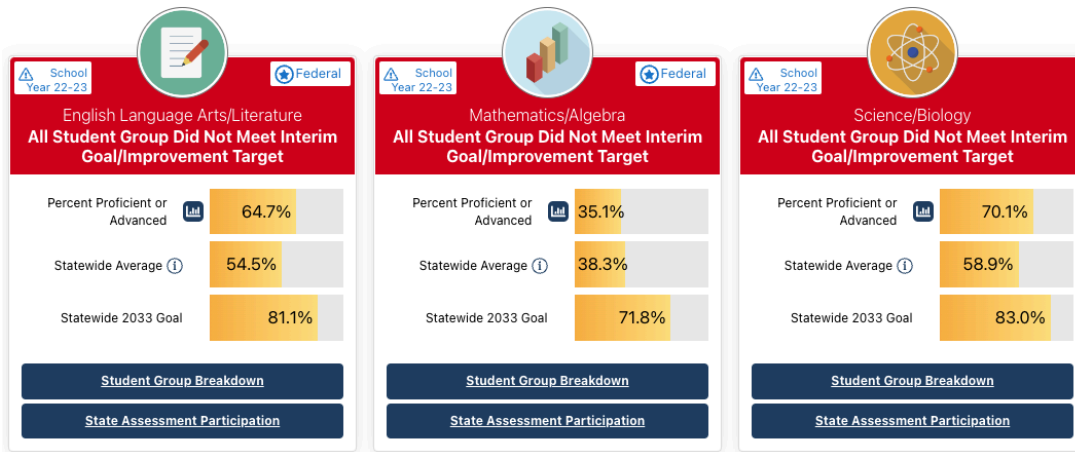 School
Year 22-23
Federal
English Language Arts/Literature
All Student Group Did Not Meet Interim
Goal/Improvement Target
Percent Proficient or
Advanced
64.7%
Statewide Average
54.5%
Statewide 2033 Goal
81.1%
Student Group Breakdown
State Assessment Participation
School
Year 22-23
Federal
Mathematics/Algebra
All Student Group Did Not Meet Interim
Goal/Improvement Target
Percent Proficient or
Advanced
35.1%
Statewide Average
38.3%
Statewide 2033 Goal
71.8%
Student Group Breakdown
State Assessment Participation
School
Year 22-23
Science/Biology
All Student Group Did Not Meet Interim
Goal/Improvement Target
Percent Proficient or
Advanced
70.1%
Statewide Average
58.9%
Statewide 2033 Goal
83.0%
Student Group Breakdown
State Assessment Participation